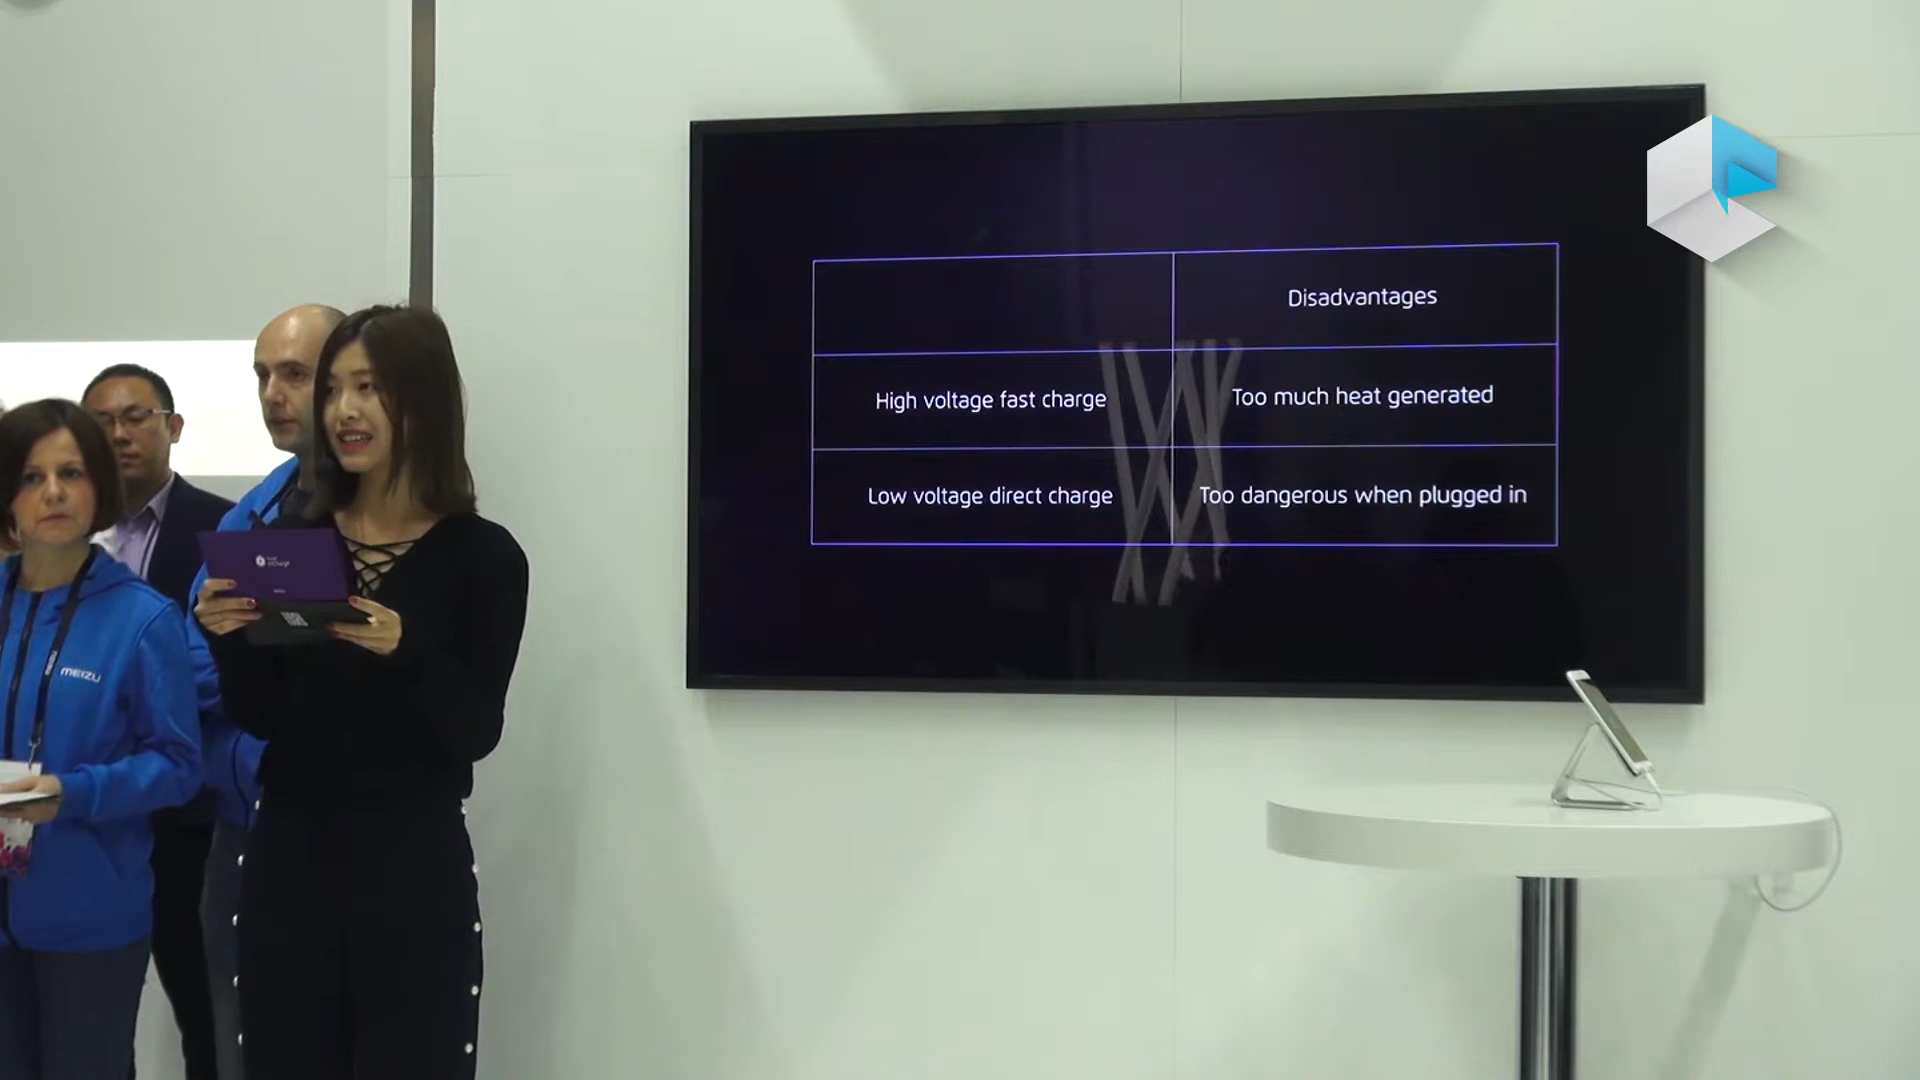 Disadvantages
High voltage fast charge
Too much heat generated
Low voltage direct charge
Too dangerous when plugged in
MEIZU
mCharge